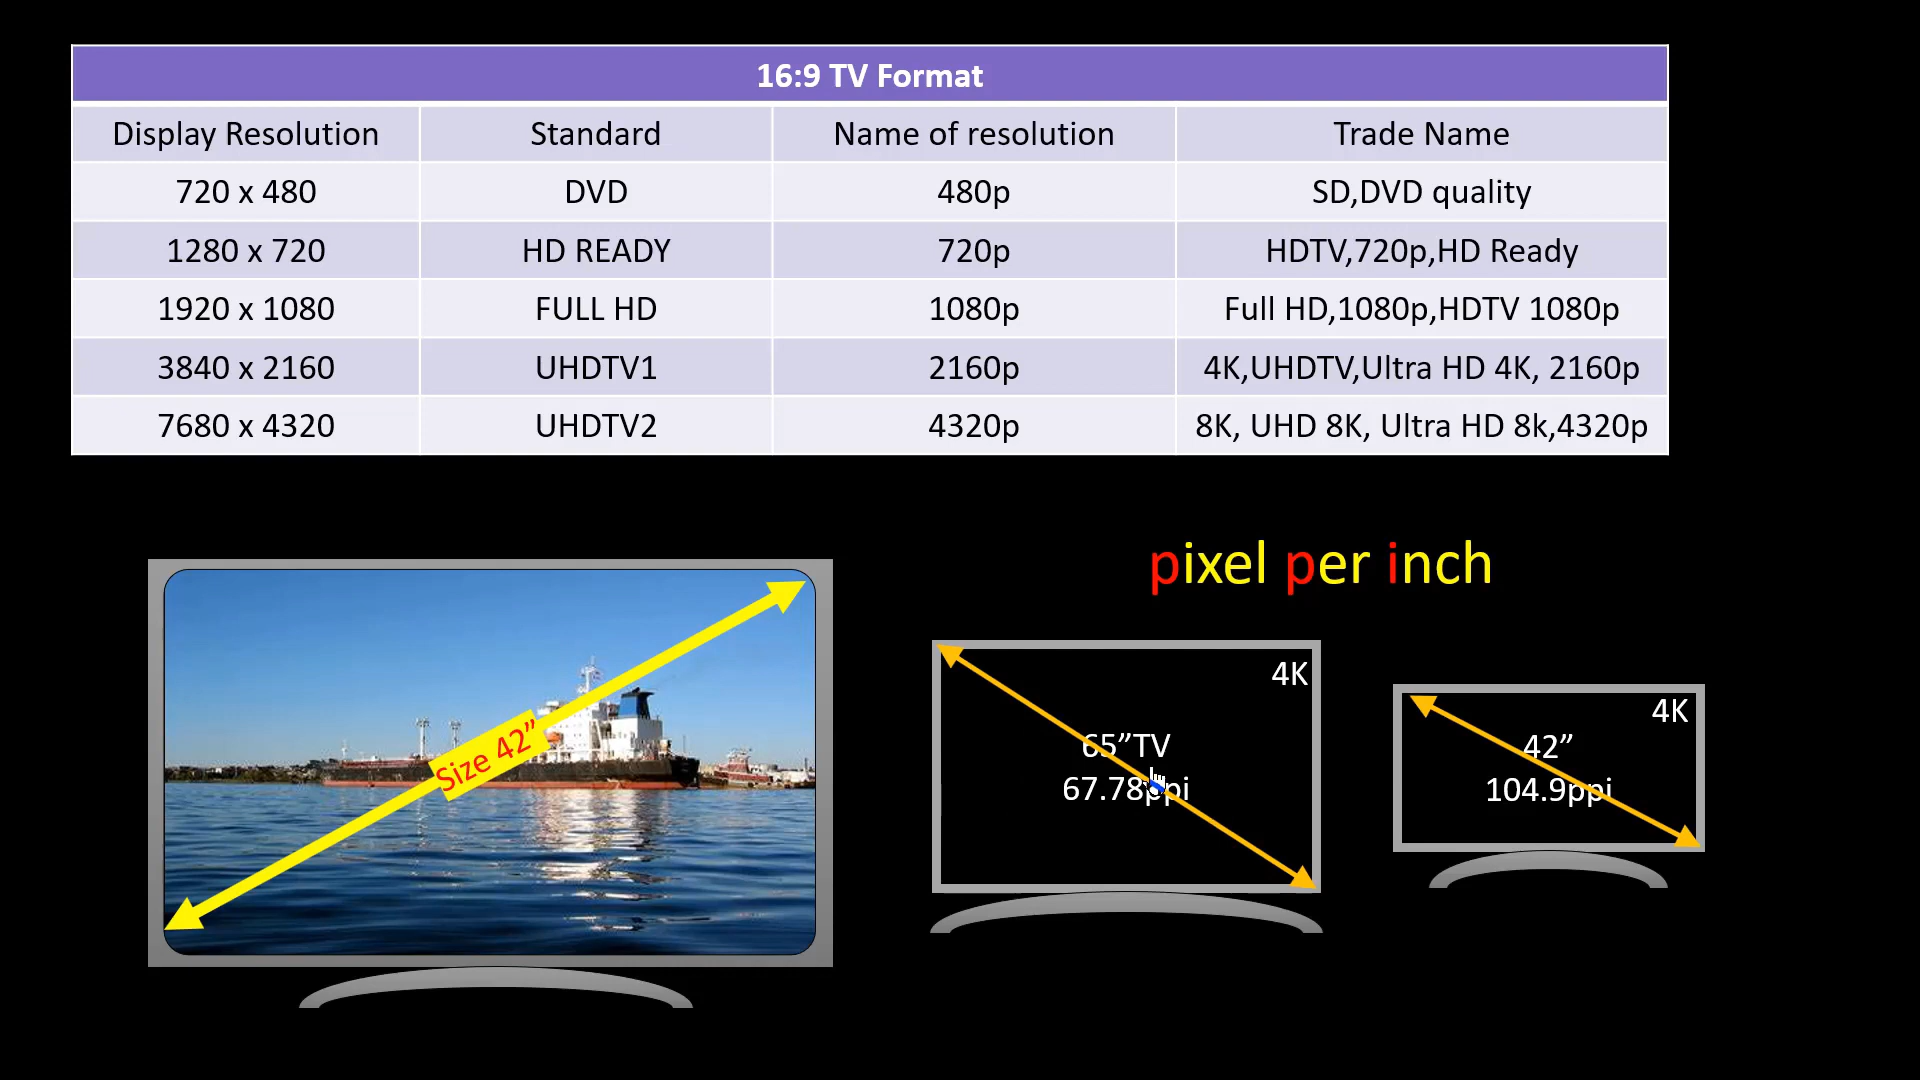 16:9 TV Format
Display Resolution Standard Name of resolution Trade Name
720 x 480 DVD 480p SD,DVD quality
1280 x 720 HD READY 720p HDTV,720p,HD Ready
1920 x 1080 FULL HD 1080p Full HD,1080p,HDTV 1080p
3840 x 2160 UHDTV1 2160p 4K,UHDTV,Ultra HD 4K, 2160p
7680 x 4320 UHDTV2 4320p 8K, UHD 8K, Ultra HD 8k,4320p
pixel per inch
Size 42”
4K
65”TV
67.78ppi
4K
42”
104.9ppi